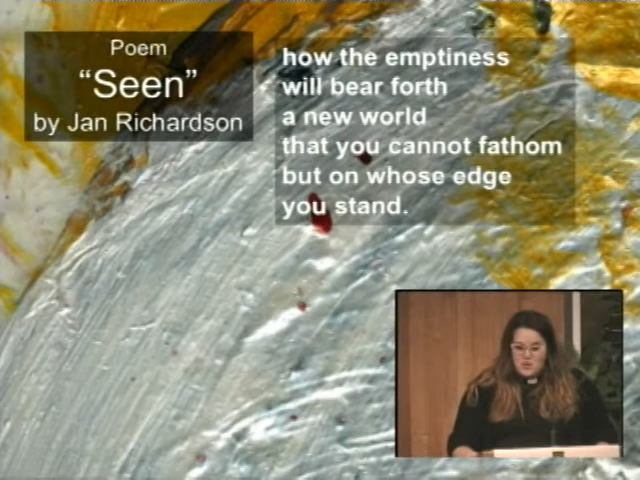 Poem
“Seen”
by Jan Richardson
how the emptiness
will bear forth
a new world
that you cannot fathom
but on whose edge
you stand.